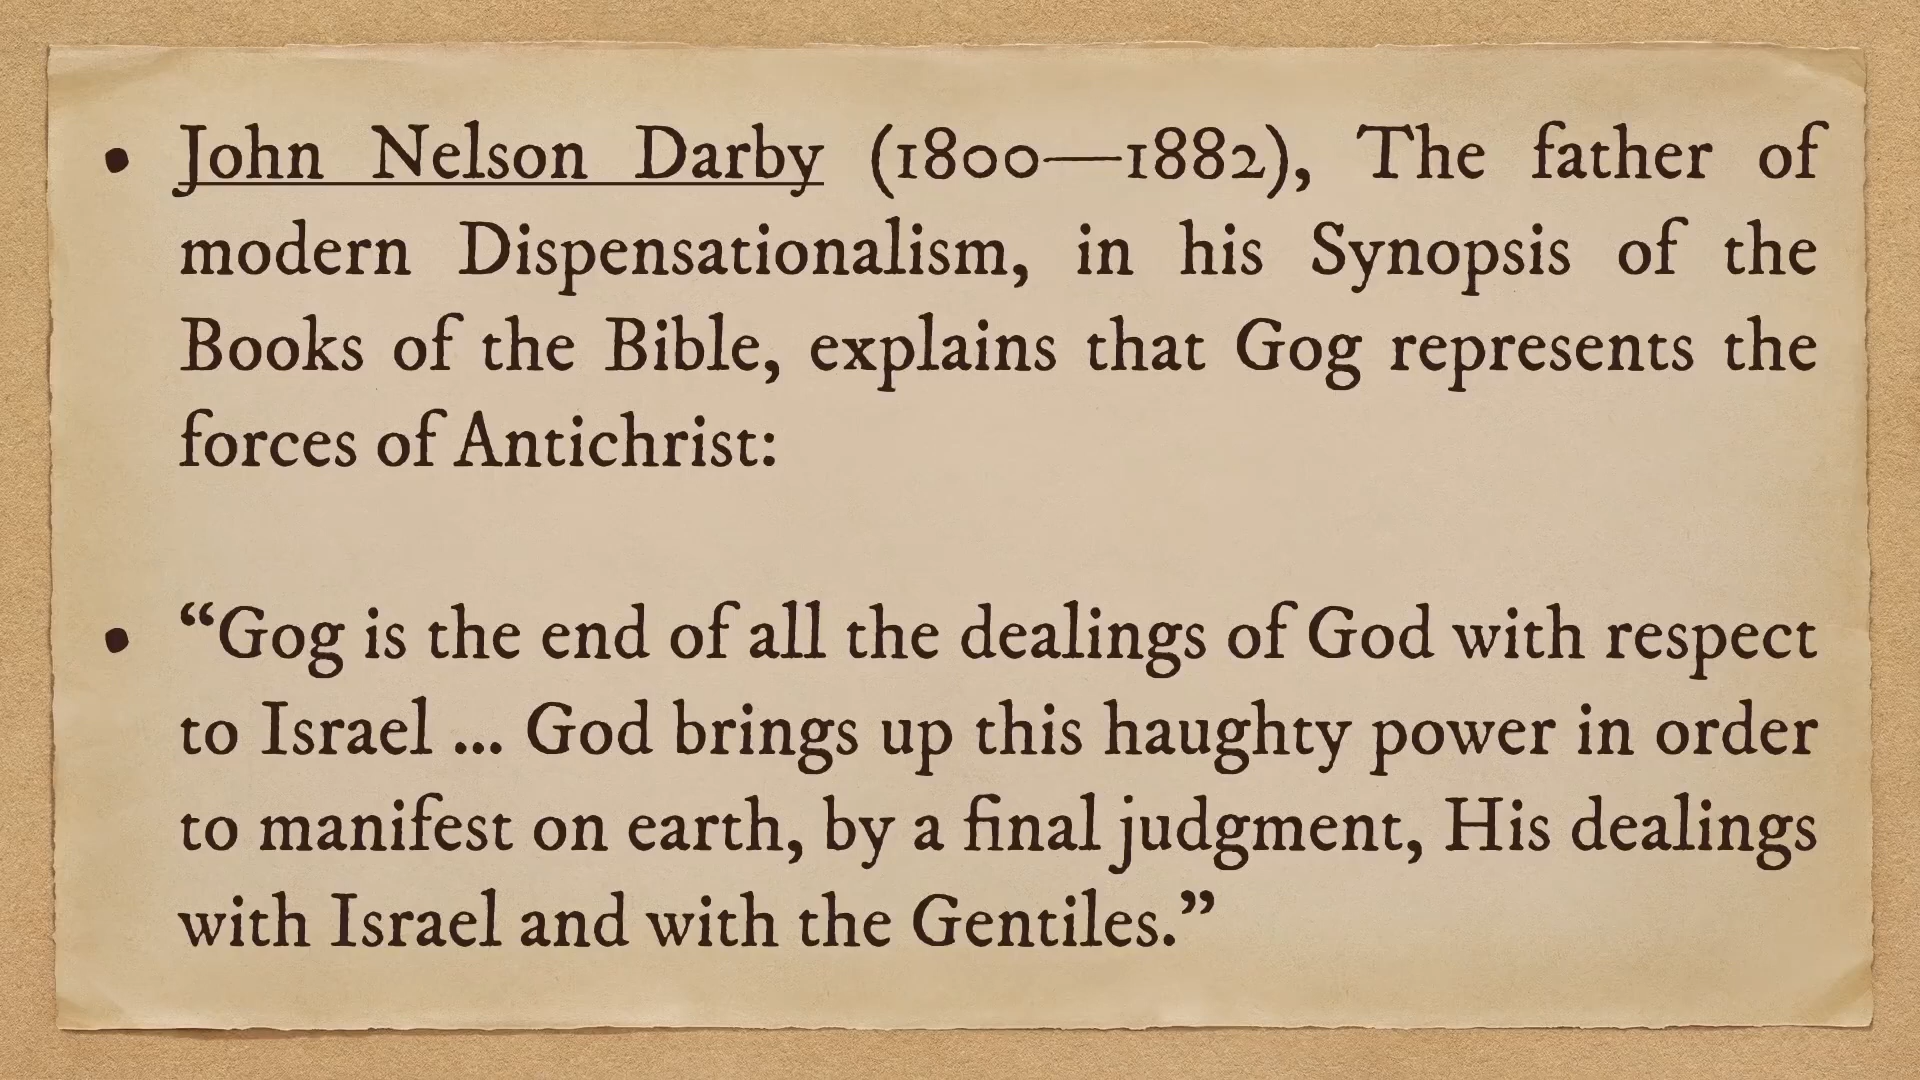 • John Nelson Darby (1800—1882), The father of
modern Dispensationalism, in his Synopsis of the
Books of the Bible, explains that Gog represents the
forces of Antichrist:
• “Gog is the end of all the dealings of God with respect
to Israel ... God brings up this haughty power in order
to manifest on earth, by a final judgment, His dealings
with Israel and with the Gentiles.”